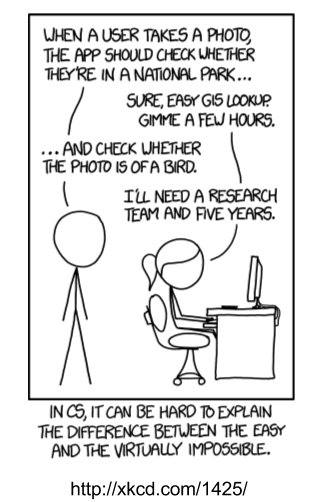 WHEN A USER TAKES A PHOTO,
THE APP SHOULD CHECK WHETHER
THEY'RE IN A NATIONAL PARK...
SURE, EASY GIS LOOKUP.
GIMME A FEW HOURS.
...AND CHECK WHETHER
THE PHOTO IS OF A BIRD.
I'LL NEED A RESEARCH
TEAM AND FIVE YEARS.
IN CS, IT CAN BE HARD TO EXPLAIN
THE DIFFERENCE BETWEEN THE EASY
AND THE VIRTUALLY IMPOSSIBLE.
http://xkcd.com/1425/